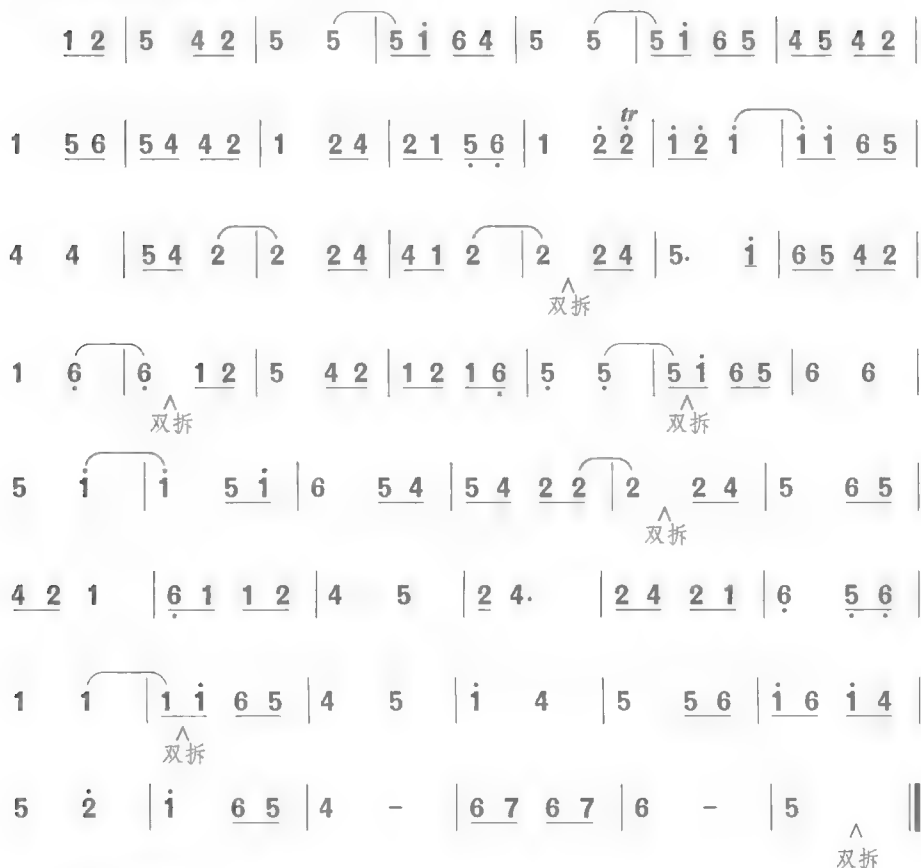 1 2 | 5 4 2 | 5 5 | 5 i̇ 6 4 | 5 5 | 5 i̇ 6 5 | 4 5 4 2 |
tr
1 5 6 | 5 4 4 2 | 1 2 4 | 2 1 5̣ 6̣ | 1 2̇ 2̇ | i̇ 2̇ i̇ | i̇ i̇ 6 5 |
4 4 | 5 4 2 | 2 2 4 | 4 1 2 | 2 2 4 | 5. i̇ | 6 5 4 2 |
双拆
1 6̣ | 6̣ 1 2 | 5 4 2 | 1 2 1 6̣ | 5̣ 5̣ | 5̣ i̇ 6 5 | 6 6 |
双拆 双拆
5 i̇ | i̇ 5 i̇ | 6 5 4 | 5 4 2 2 | 2 2 4 | 5 6 5 |
双拆
4 2 1 | 6̣ 1 1 2 | 4 5 | 2 4. | 2 4 2 1 | 6̣ 5̣ 6̣ |
1 1 | 1 i̇ 6 5 | 4 5 | i̇ 4 | 5 5 6 | i̇ 6 i̇ 4 |
双拆
5 2̇ | i̇ 6 5 | 4 - | 6 7 6 7 | 6 - | 5 ‖
双拆